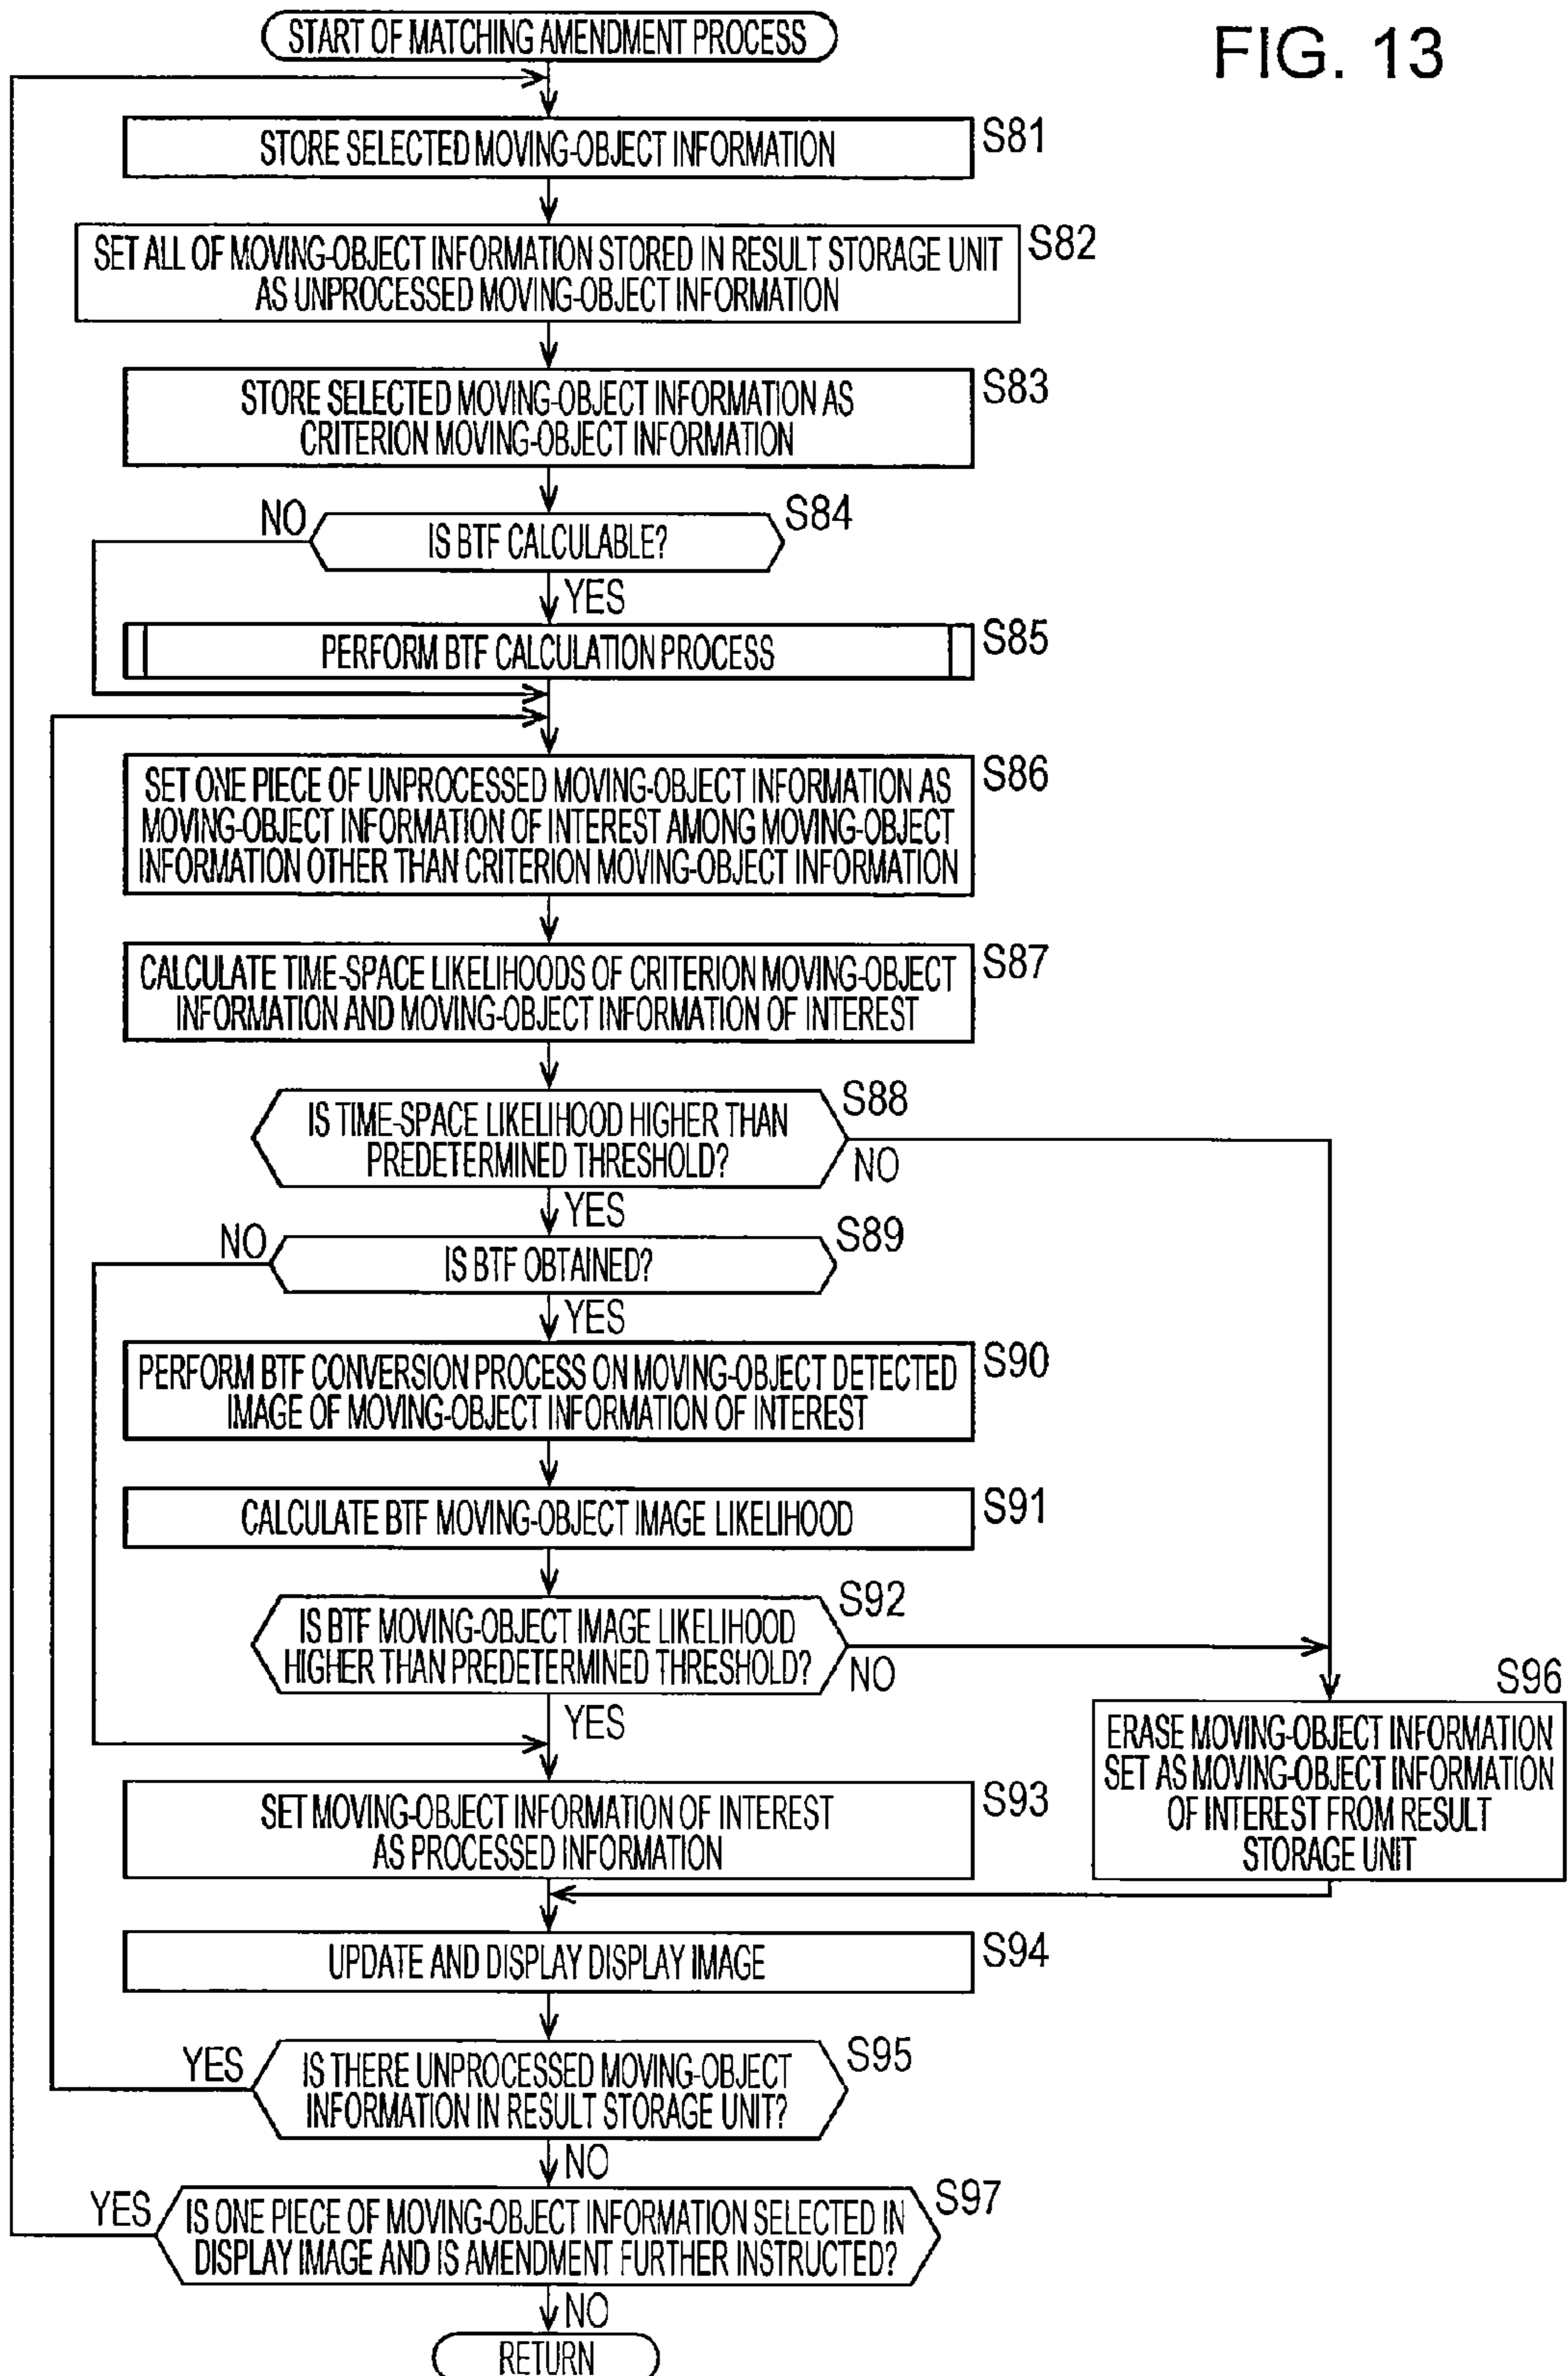 FIG. 13
START OF MATCHING AMENDMENT PROCESS
STORE SELECTED MOVING-OBJECT INFORMATION
S81
SET ALL OF MOVING-OBJECT INFORMATION STORED IN RESULT STORAGE UNIT
AS UNPROCESSED MOVING-OBJECT INFORMATION
S82
STORE SELECTED MOVING-OBJECT INFORMATION AS
CRITERION MOVING-OBJECT INFORMATION
S83
NO
IS BTF CALCULABLE?
S84
YES
PERFORM BTF CALCULATION PROCESS
S85
SET ONE PIECE OF UNPROCESSED MOVING-OBJECT INFORMATION AS
MOVING-OBJECT INFORMATION OF INTEREST AMONG MOVING-OBJECT
INFORMATION OTHER THAN CRITERION MOVING-OBJECT INFORMATION
S86
CALCULATE TIME-SPACE LIKELIHOODS OF CRITERION MOVING-OBJECT
INFORMATION AND MOVING-OBJECT INFORMATION OF INTEREST
S87
IS TIME-SPACE LIKELIHOOD HIGHER THAN
PREDETERMINED THRESHOLD?
S88
NO
YES
NO
IS BTF OBTAINED?
S89
YES
PERFORM BTF CONVERSION PROCESS ON MOVING-OBJECT DETECTED
IMAGE OF MOVING-OBJECT INFORMATION OF INTEREST
S90
CALCULATE BTF MOVING-OBJECT IMAGE LIKELIHOOD
S91
IS BTF MOVING-OBJECT IMAGE LIKELIHOOD
HIGHER THAN PREDETERMINED THRESHOLD?
S92
NO
YES
S96
ERASE MOVING-OBJECT INFORMATION
SET AS MOVING-OBJECT INFORMATION
OF INTEREST FROM RESULT
STORAGE UNIT
SET MOVING-OBJECT INFORMATION OF INTEREST
AS PROCESSED INFORMATION
S93
UPDATE AND DISPLAY DISPLAY IMAGE
S94
YES
IS THERE UNPROCESSED MOVING-OBJECT
INFORMATION IN RESULT STORAGE UNIT?
S95
NO
YES
IS ONE PIECE OF MOVING-OBJECT INFORMATION SELECTED IN
DISPLAY IMAGE AND IS AMENDMENT FURTHER INSTRUCTED?
S97
NO
RETURN